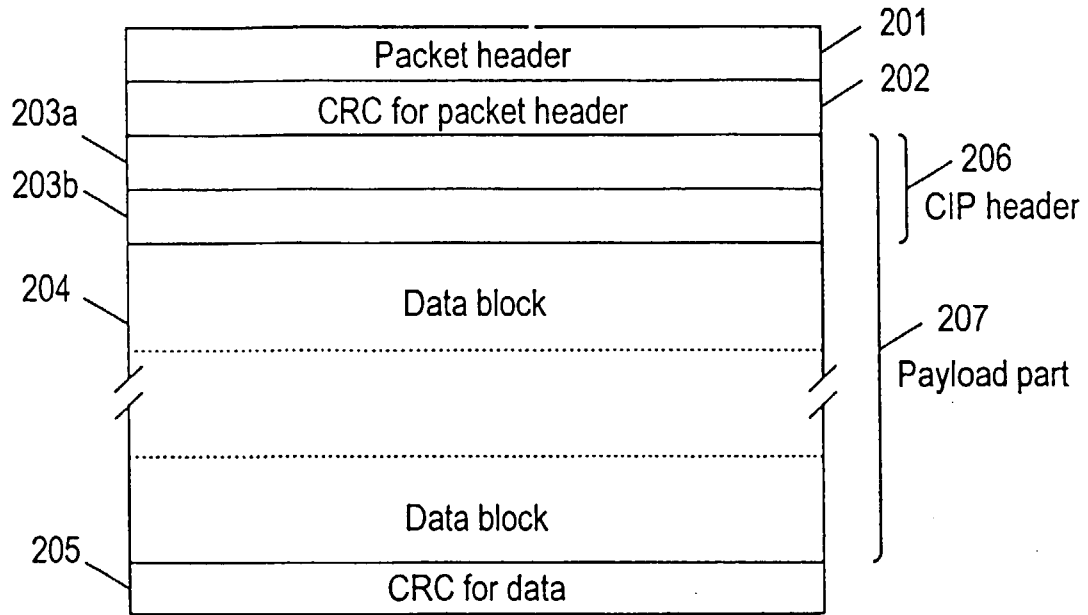 201
Packet header
202
CRC for packet header
203a
206
203b
CIP header
204
Data block
207
Payload part
Data block
205
CRC for data